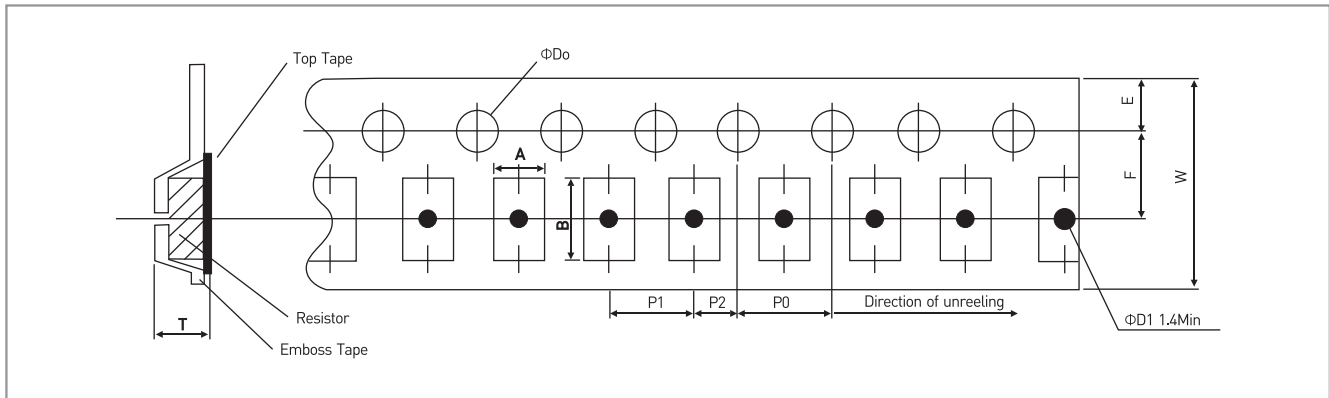 Top Tape
ΦDo
A
B
E
F
W
P1
P2
P0
Direction of unreeling
ΦD1 1.4Min
T
Resistor
Emboss Tape